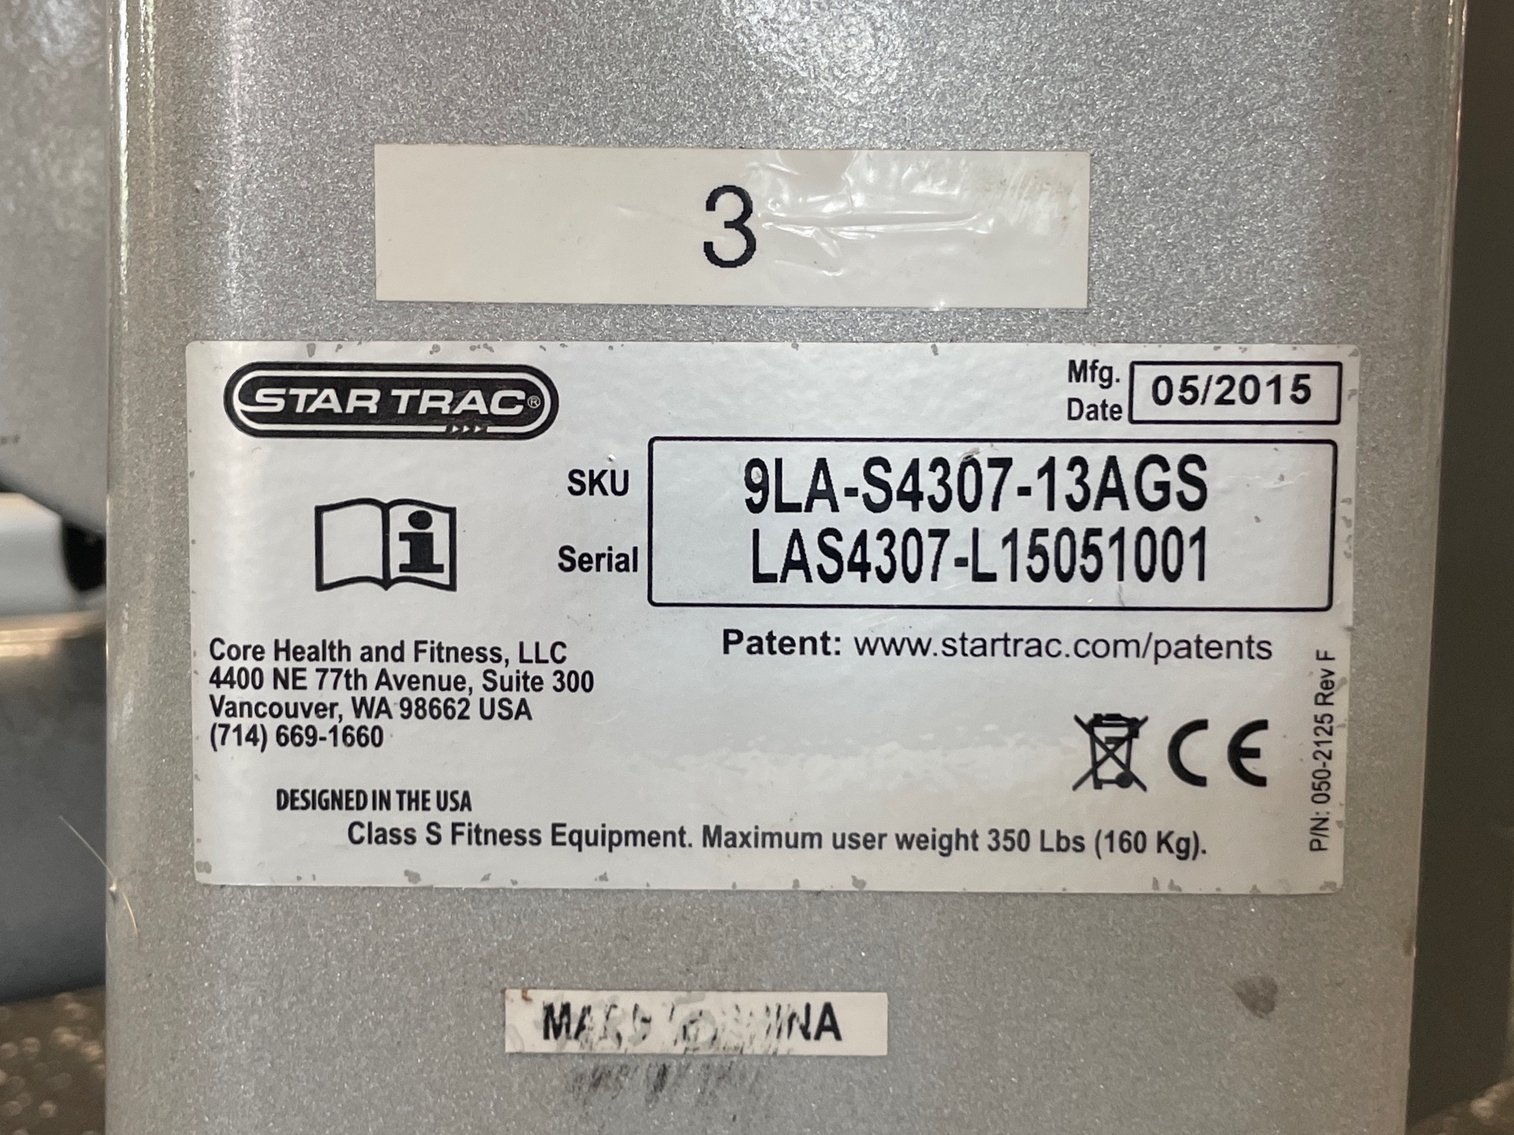 3
STAR TRAC®
Mfg. Date 05/2015
SKU 9LA-S4307-13AGS
Serial LAS4307-L15051001
Patent: www.startrac.com/patents
Core Health and Fitness, LLC
4400 NE 77th Avenue, Suite 300
Vancouver, WA 98662 USA
(714) 669-1660
CE
DESIGNED IN THE USA
Class S Fitness Equipment. Maximum user weight 350 Lbs (160 Kg).
P/N: 050-2125 Rev F